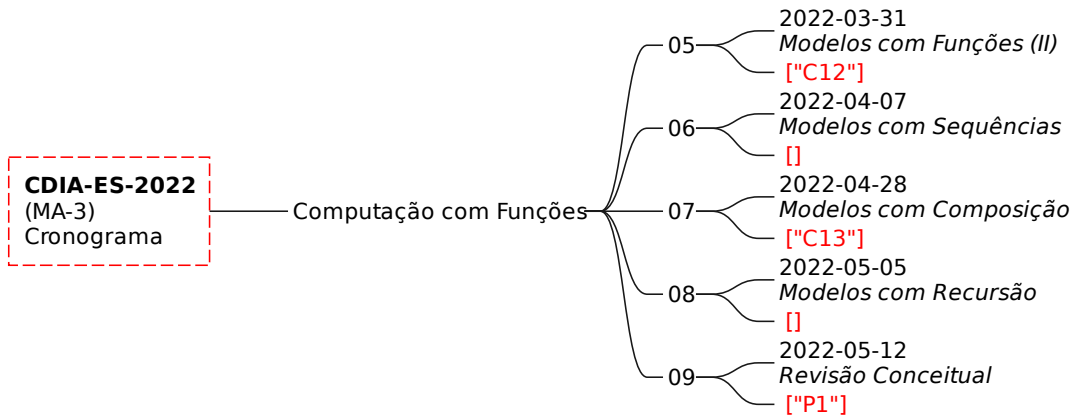 CDIA-ES-2022
(MA-3)
Cronograma
Computação com Funções
05
2022-03-31
Modelos com Funções (II)
["C12"]
06
2022-04-07
Modelos com Sequências
[]
07
2022-04-28
Modelos com Composição
["C13"]
08
2022-05-05
Modelos com Recursão
[]
09
2022-05-12
Revisão Conceitual
["P1"]